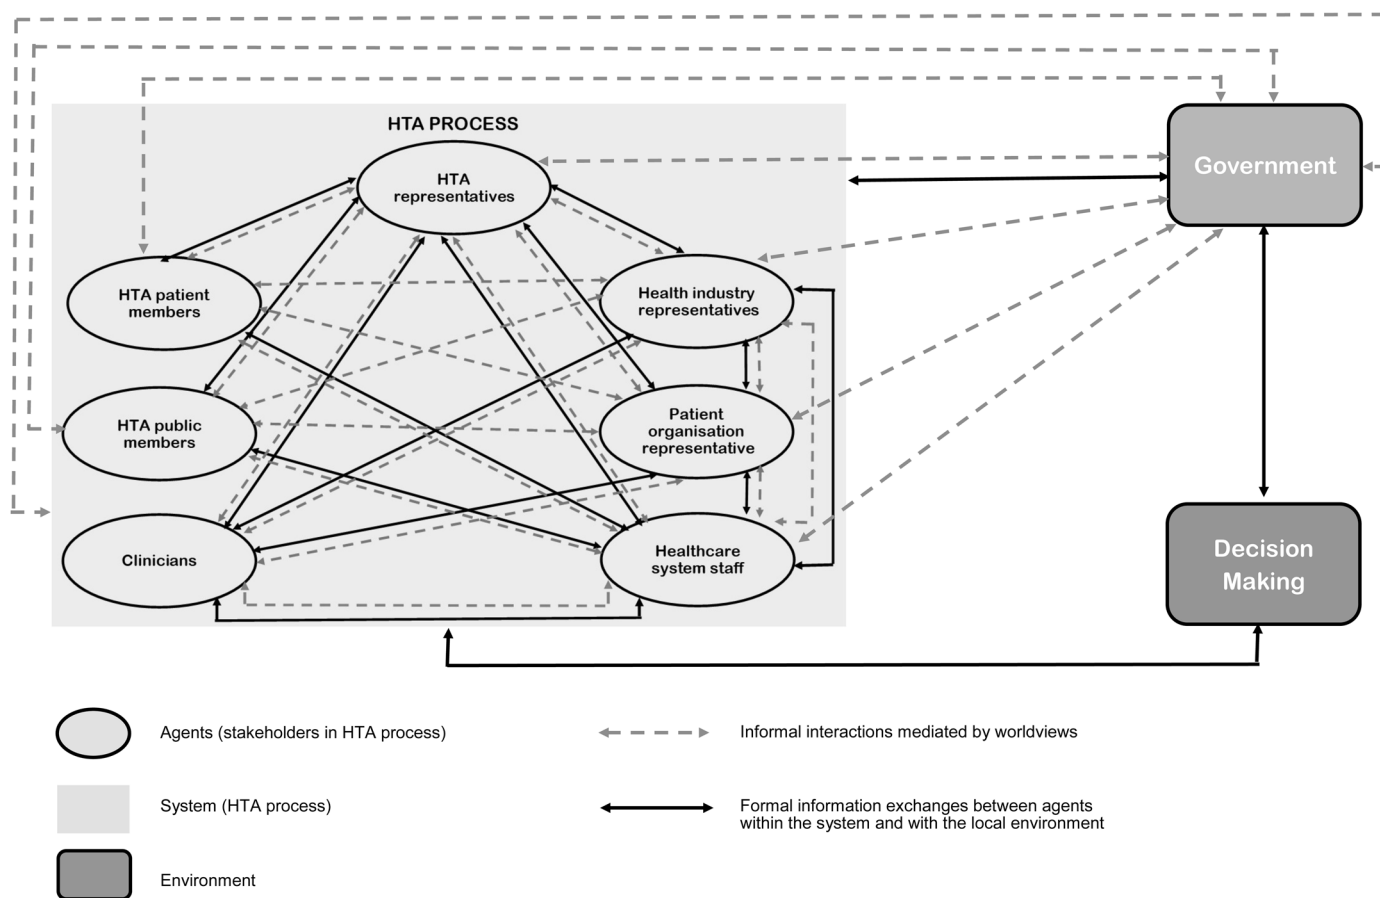 HTA PROCESS
HTA
representatives
Government
HTA patient
members
Health industry
representatives
HTA public
members
Patient
organisation
representative
Clinicians
Healthcare
system staff
Decision
Making
Agents (stakeholders in HTA process)
Informal interactions mediated by worldviews
System (HTA process)
Formal information exchanges between agents
within the system and with the local environment
Environment